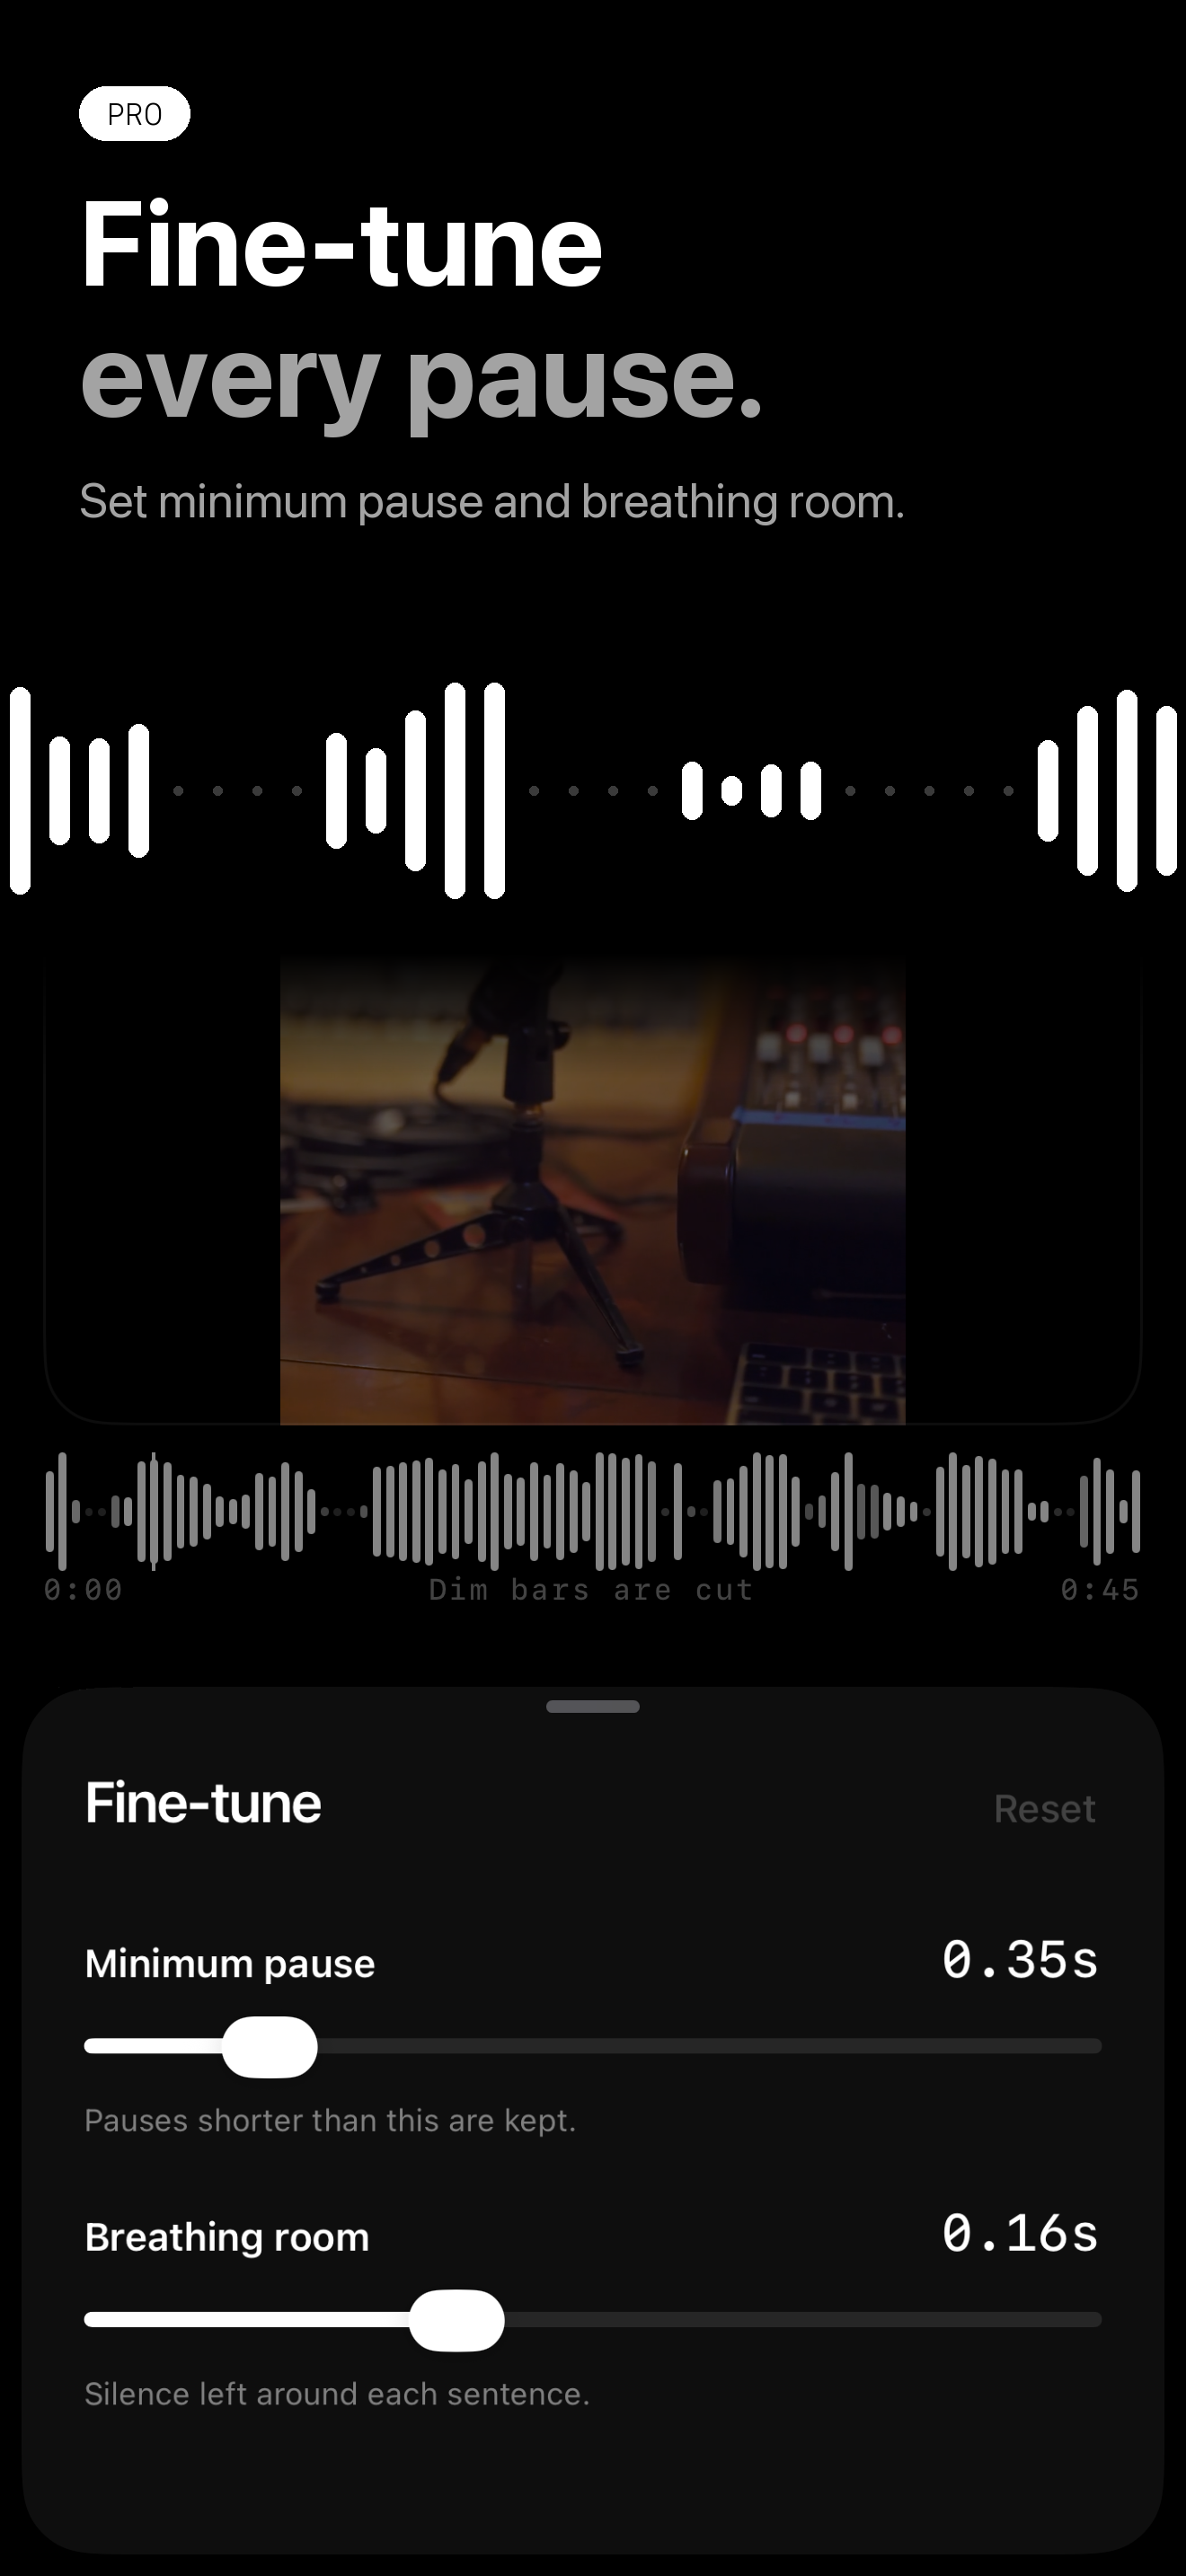 PRO
Fine-tune
every pause.
Set minimum pause and breathing room.
0:00 Dim bars are cut 0:45
Fine-tune Reset
Minimum pause 0.35s
Pauses shorter than this are kept.
Breathing room 0.16s
Silence left around each sentence.